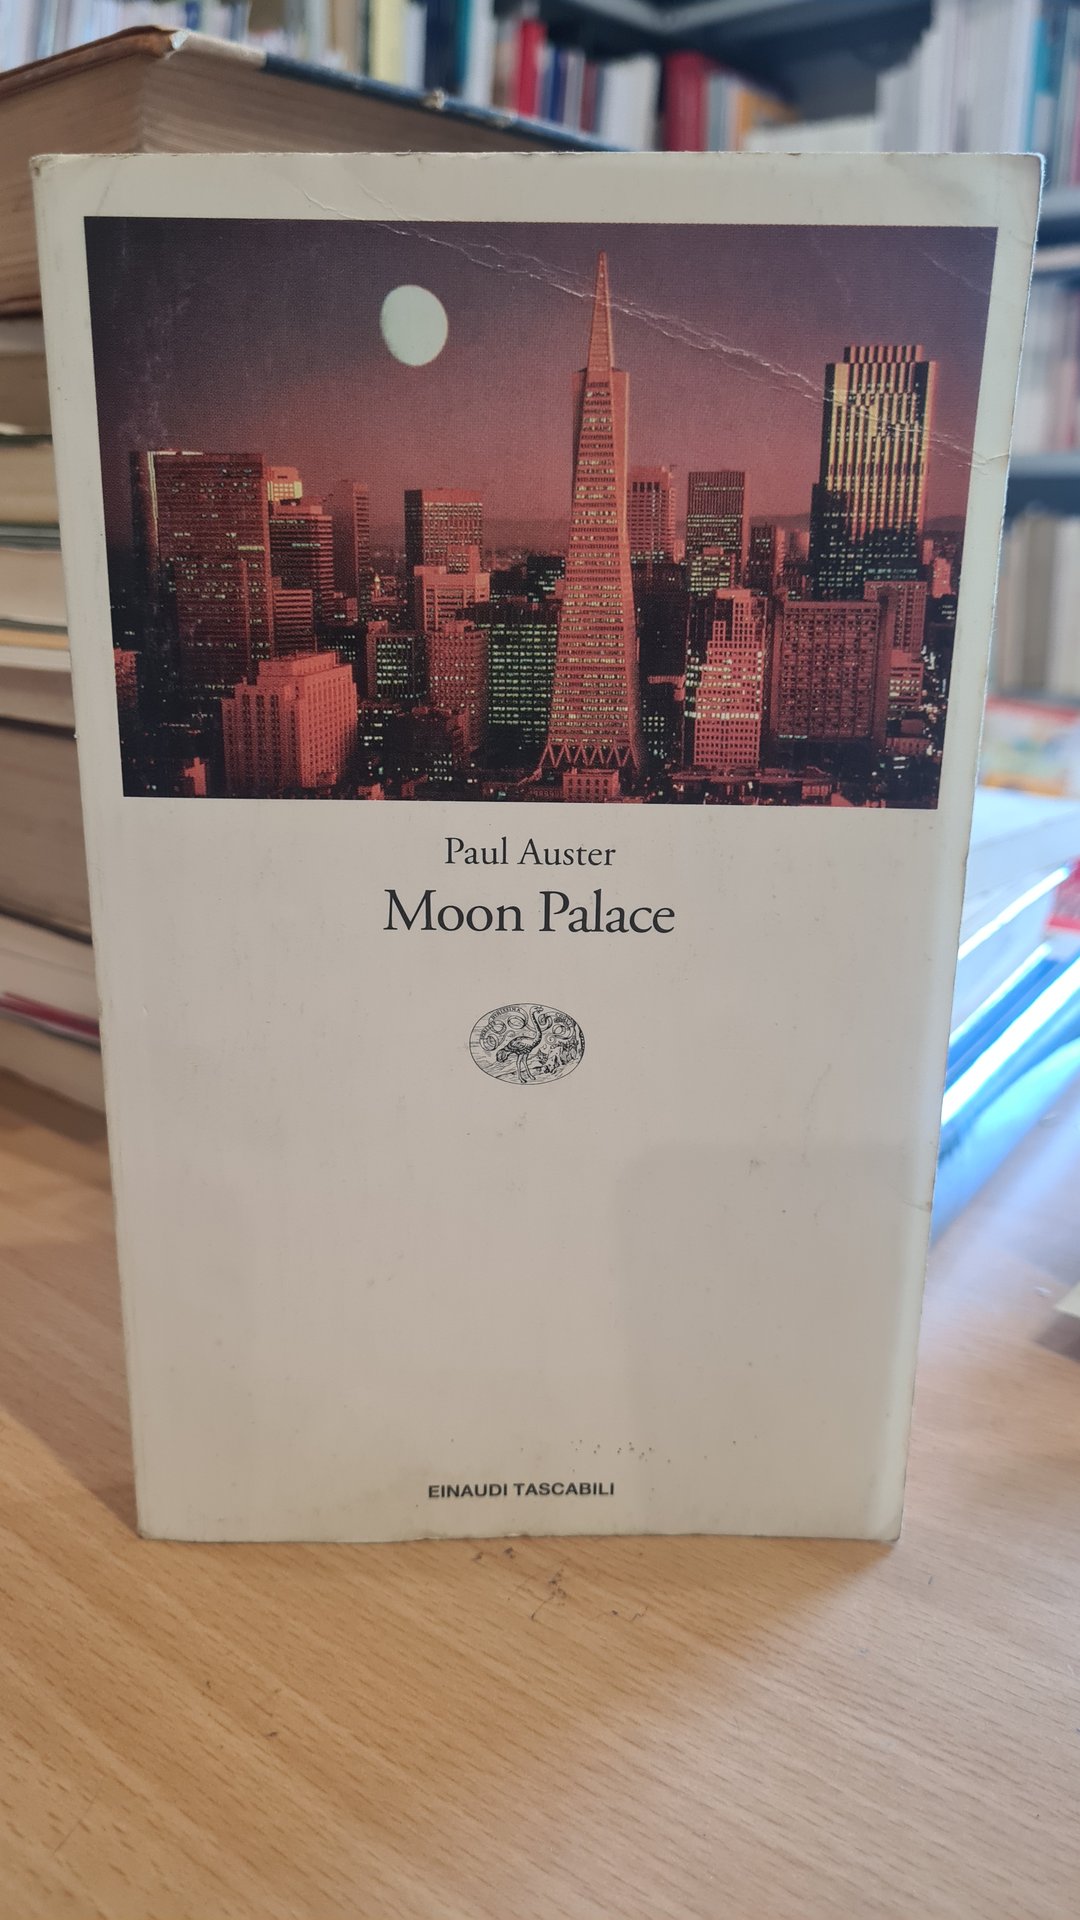 Paul Auster
Moon Palace
EINAUDI TASCABILI